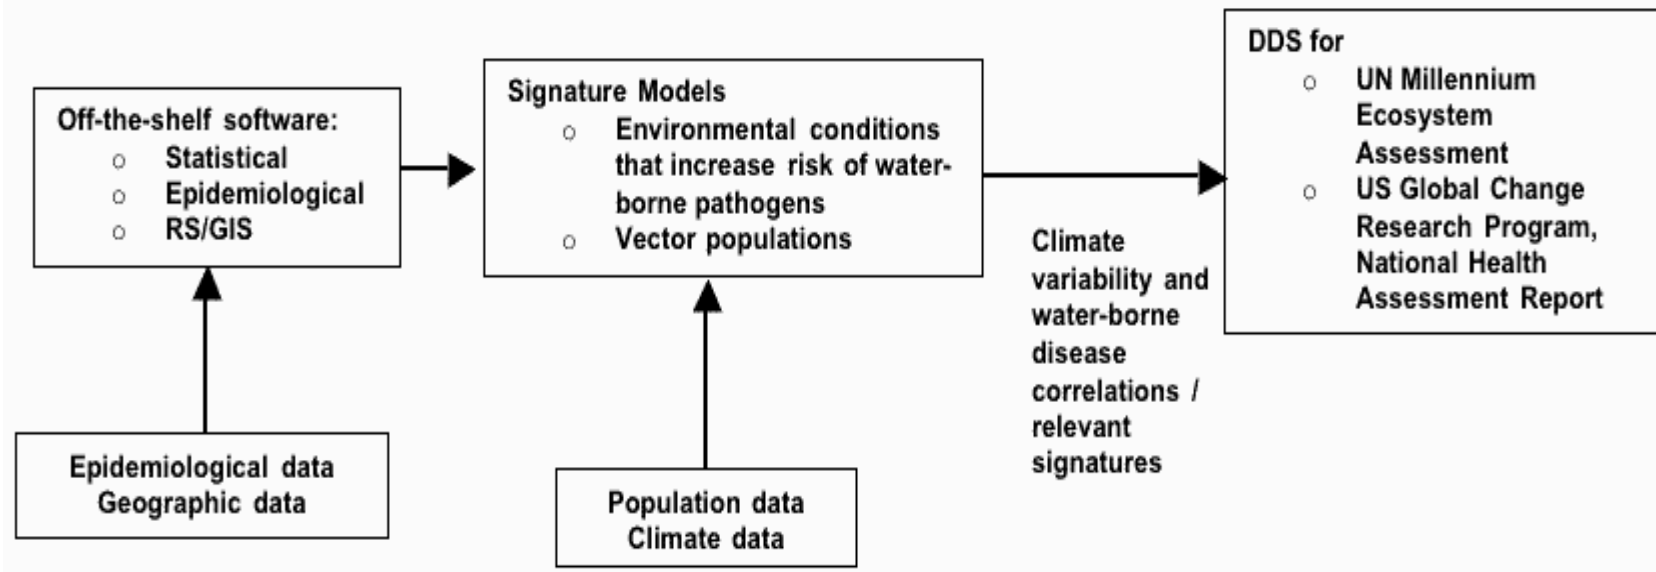 Off-the-shelf software:
o Statistical
o Epidemiological
o RS/GIS
Epidemiological data
Geographic data
Signature Models
o Environmental conditions
that increase risk of water-
borne pathogens
o Vector populations
Population data
Climate data
Climate
variability and
water-borne
disease
correlations /
relevant
signatures
DDS for
o UN Millennium
Ecosystem
Assessment
o US Global Change
Research Program,
National Health
Assessment Report